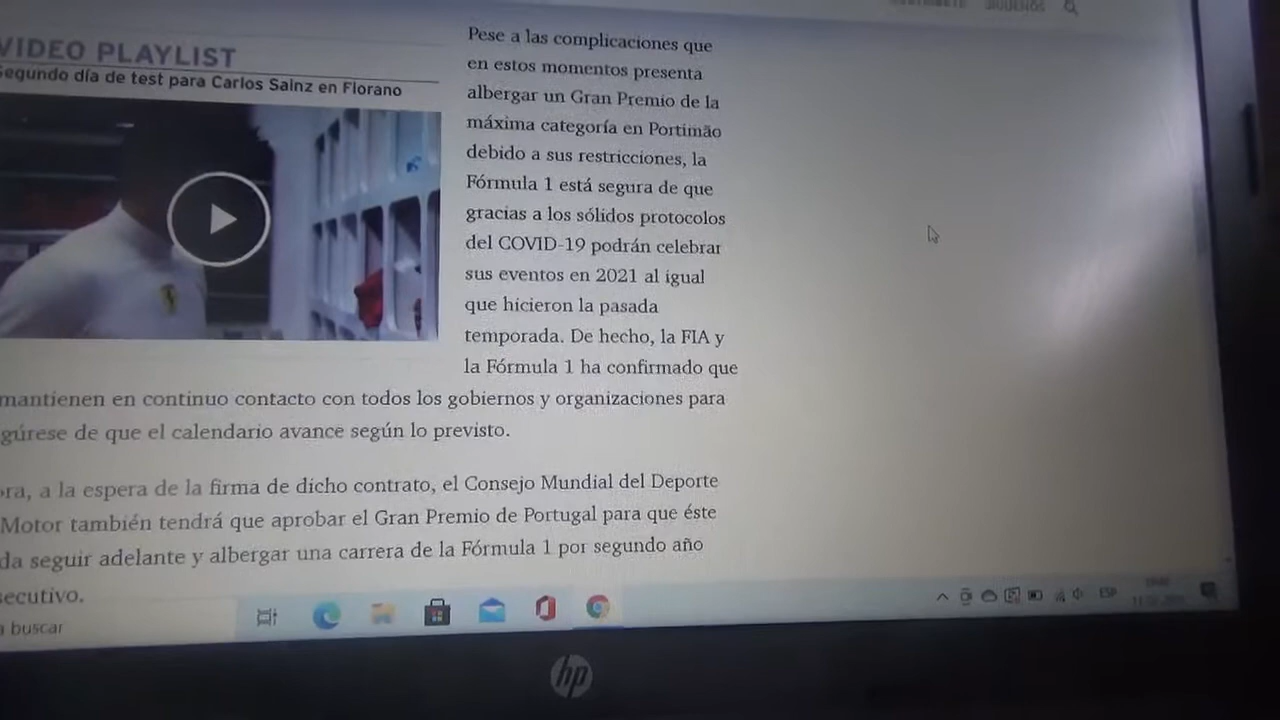 VIDEO PLAYLIST
Segundo día de test para Carlos Sainz en Fiorano
Pese a las complicaciones que
en estos momentos presenta
albergar un Gran Premio de la
máxima categoría en Portimão
debido a sus restricciones, la
Fórmula 1 está segura de que
gracias a los sólidos protocolos
del COVID-19 podrán celebrar
sus eventos en 2021 al igual
que hicieron la pasada
temporada. De hecho, la FIA y
la Fórmula 1 ha confirmado que
mantienen en continuo contacto con todos los gobiernos y organizaciones para
gúrese de que el calendario avance según lo previsto.
ora, a la espera de la firma de dicho contrato, el Consejo Mundial del Deporte
Motor también tendrá que aprobar el Gran Premio de Portugal para que éste
da seguir adelante y albergar una carrera de la Fórmula 1 por segundo año
secutivo.
a buscar
ESP
hp